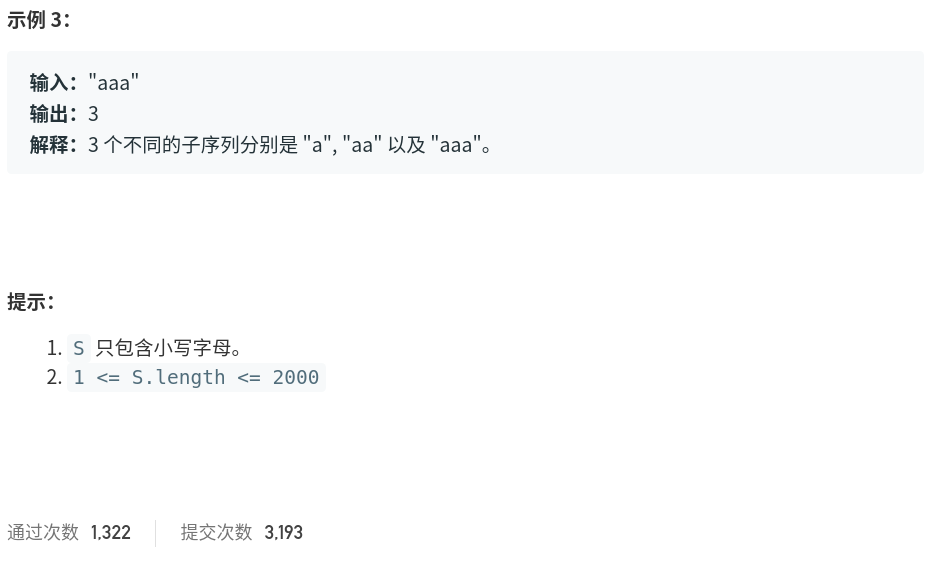 示例 3：
输入："aaa"
输出：3
解释：3 个不同的子序列分别是 "a", "aa" 以及 "aaa"。
提示：
1. S 只包含小写字母。
2. 1 <= S.length <= 2000
通过次数 1,322 提交次数 3,193